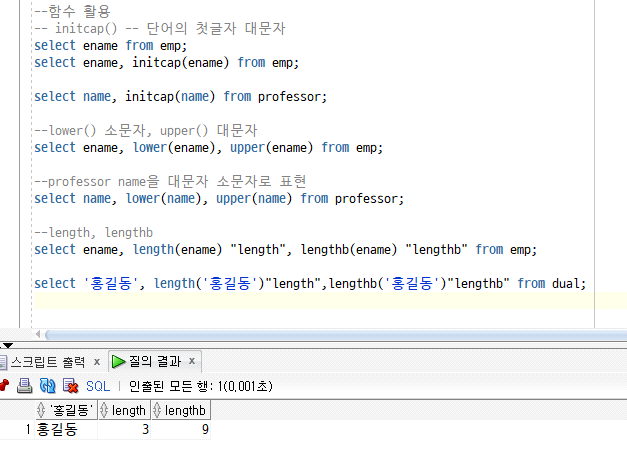 --함수 활용
-- initcap() -- 단어의 첫글자 대문자
select ename from emp;
select ename, initcap(ename) from emp;
select name, initcap(name) from professor;
--lower() 소문자, upper() 대문자
select ename, lower(ename), upper(ename) from emp;
--professor name을 대문자 소문자로 표현
select name, lower(name), upper(name) from professor;
--length, lengthb
select ename, length(ename) "length", lengthb(ename) "lengthb" from emp;
select '홍길동', length('홍길동')"length",lengthb('홍길동')"lengthb" from dual;
스크립트 출력 x 질의 결과 x
SQL | 인출된 모든 행: 1(0,001초)
'홍길동' length lengthb
1 홍길동 3 9